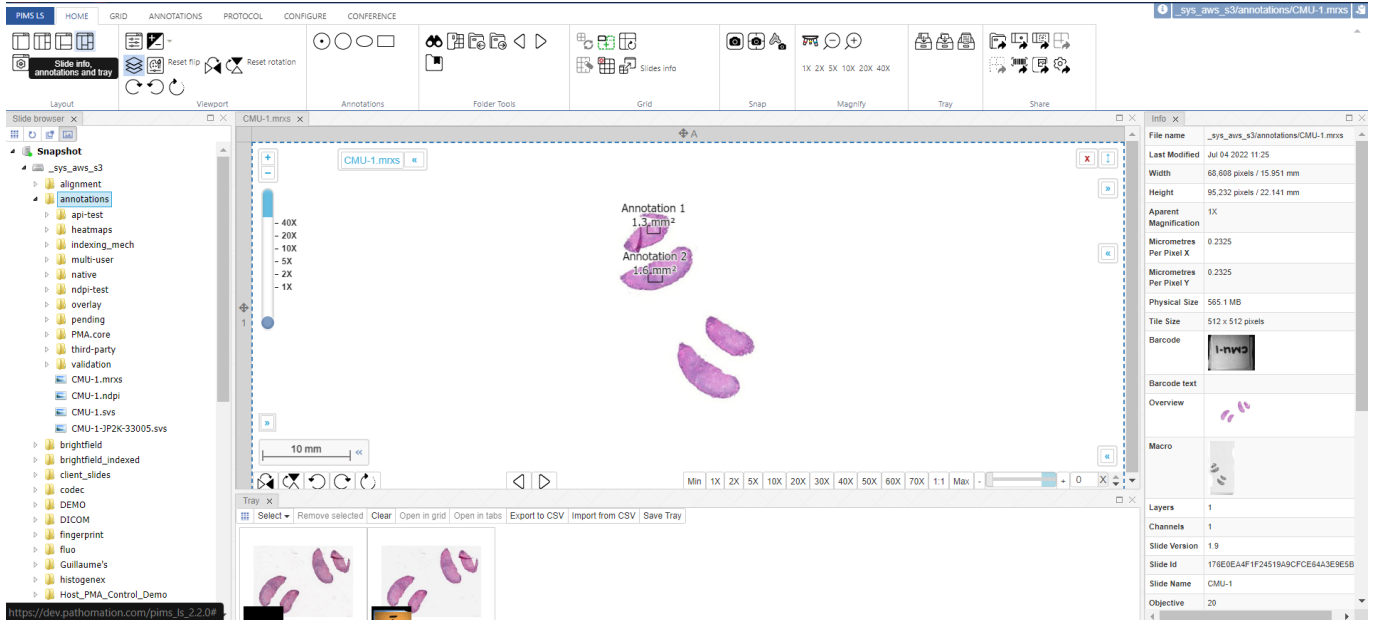 PIMS LS HOME GRID ANNOTATIONS PROTOCOL CONFIGURE CONFERENCE
_sys_aws_s3/annotations/CMU-1.mrxs
Slide info, annotations and tray
Reset flip
Reset rotation
Slides info
1X 2X 5X 10X 20X 40X
Layout Viewport Annotations Folder Tools Grid Snap Magnify Tray Share
Slide browser x
Snapshot
_sys_aws_s3
alignment
annotations
api-test
heatmaps
indexing_mech
multi-user
native
ndpi-test
overlay
pending
PMA.core
third-party
validation
CMU-1.mrxs
CMU-1.ndpi
CMU-1.svs
CMU-1-JP2K-33005.svs
brightfield
brightfield_indexed
client_slides
codec
DEMO
DICOM
fingerprint
fluo
Guillaume's
histogenex
Host_PMA_Control_Demo
https://dev.pathomation.com/pims_ls_2.2.0#
CMU-1.mrxs x
A
1
+
CMU-1.mrxs «
x
-
»
- 40X
- 20X
- 10X
- 5X
- 2X
- 1X
Annotation 1
1.3 mm²
Annotation 2
1.6 mm²
«
»
10 mm «
«
Min 1X 2X 5X 10X 20X 30X 40X 50X 60X 70X 1:1 Max - + 0 X
Tray x
Select Remove selected Clear Open in grid Open in tabs Export to CSV Import from CSV Save Tray
Info x
File name _sys_aws_s3/annotations/CMU-1.mrxs
Last Modified Jul 04 2022 11:25
Width 68,608 pixels / 15.951 mm
Height 95,232 pixels / 22.141 mm
Aparent Magnification 1X
Micrometres Per Pixel X 0.2325
Micrometres Per Pixel Y 0.2325
Physical Size 565.1 MB
Tile Size 512 x 512 pixels
Barcode
CMU-1
Barcode text
Overview
Macro
Layers 1
Channels 1
Slide Version 1.9
Slide Id 176E0EA4F1F24519A9CFCE64A3E9E5B
Slide Name CMU-1
Objective 20